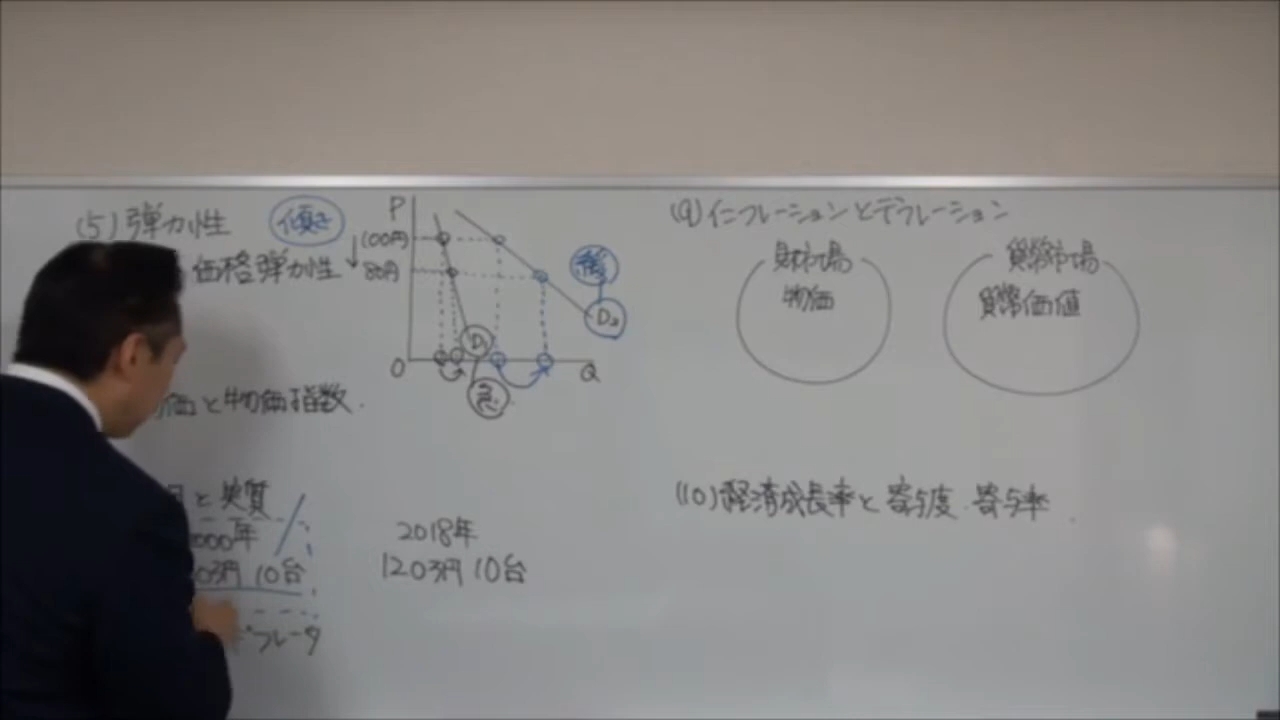 (5) 弾力性 傾き
価格弾力性
P
100円
80円
O
Q
D1
急
D2
緩
価と物価指数
と実質
000年
0万円 10台
デフレータ
2018年
120万円 10台
(9) インフレーションとデフレーション
財市場
物価
貨幣市場
貨幣価値
(10) 経済成長率と寄与度・寄与率